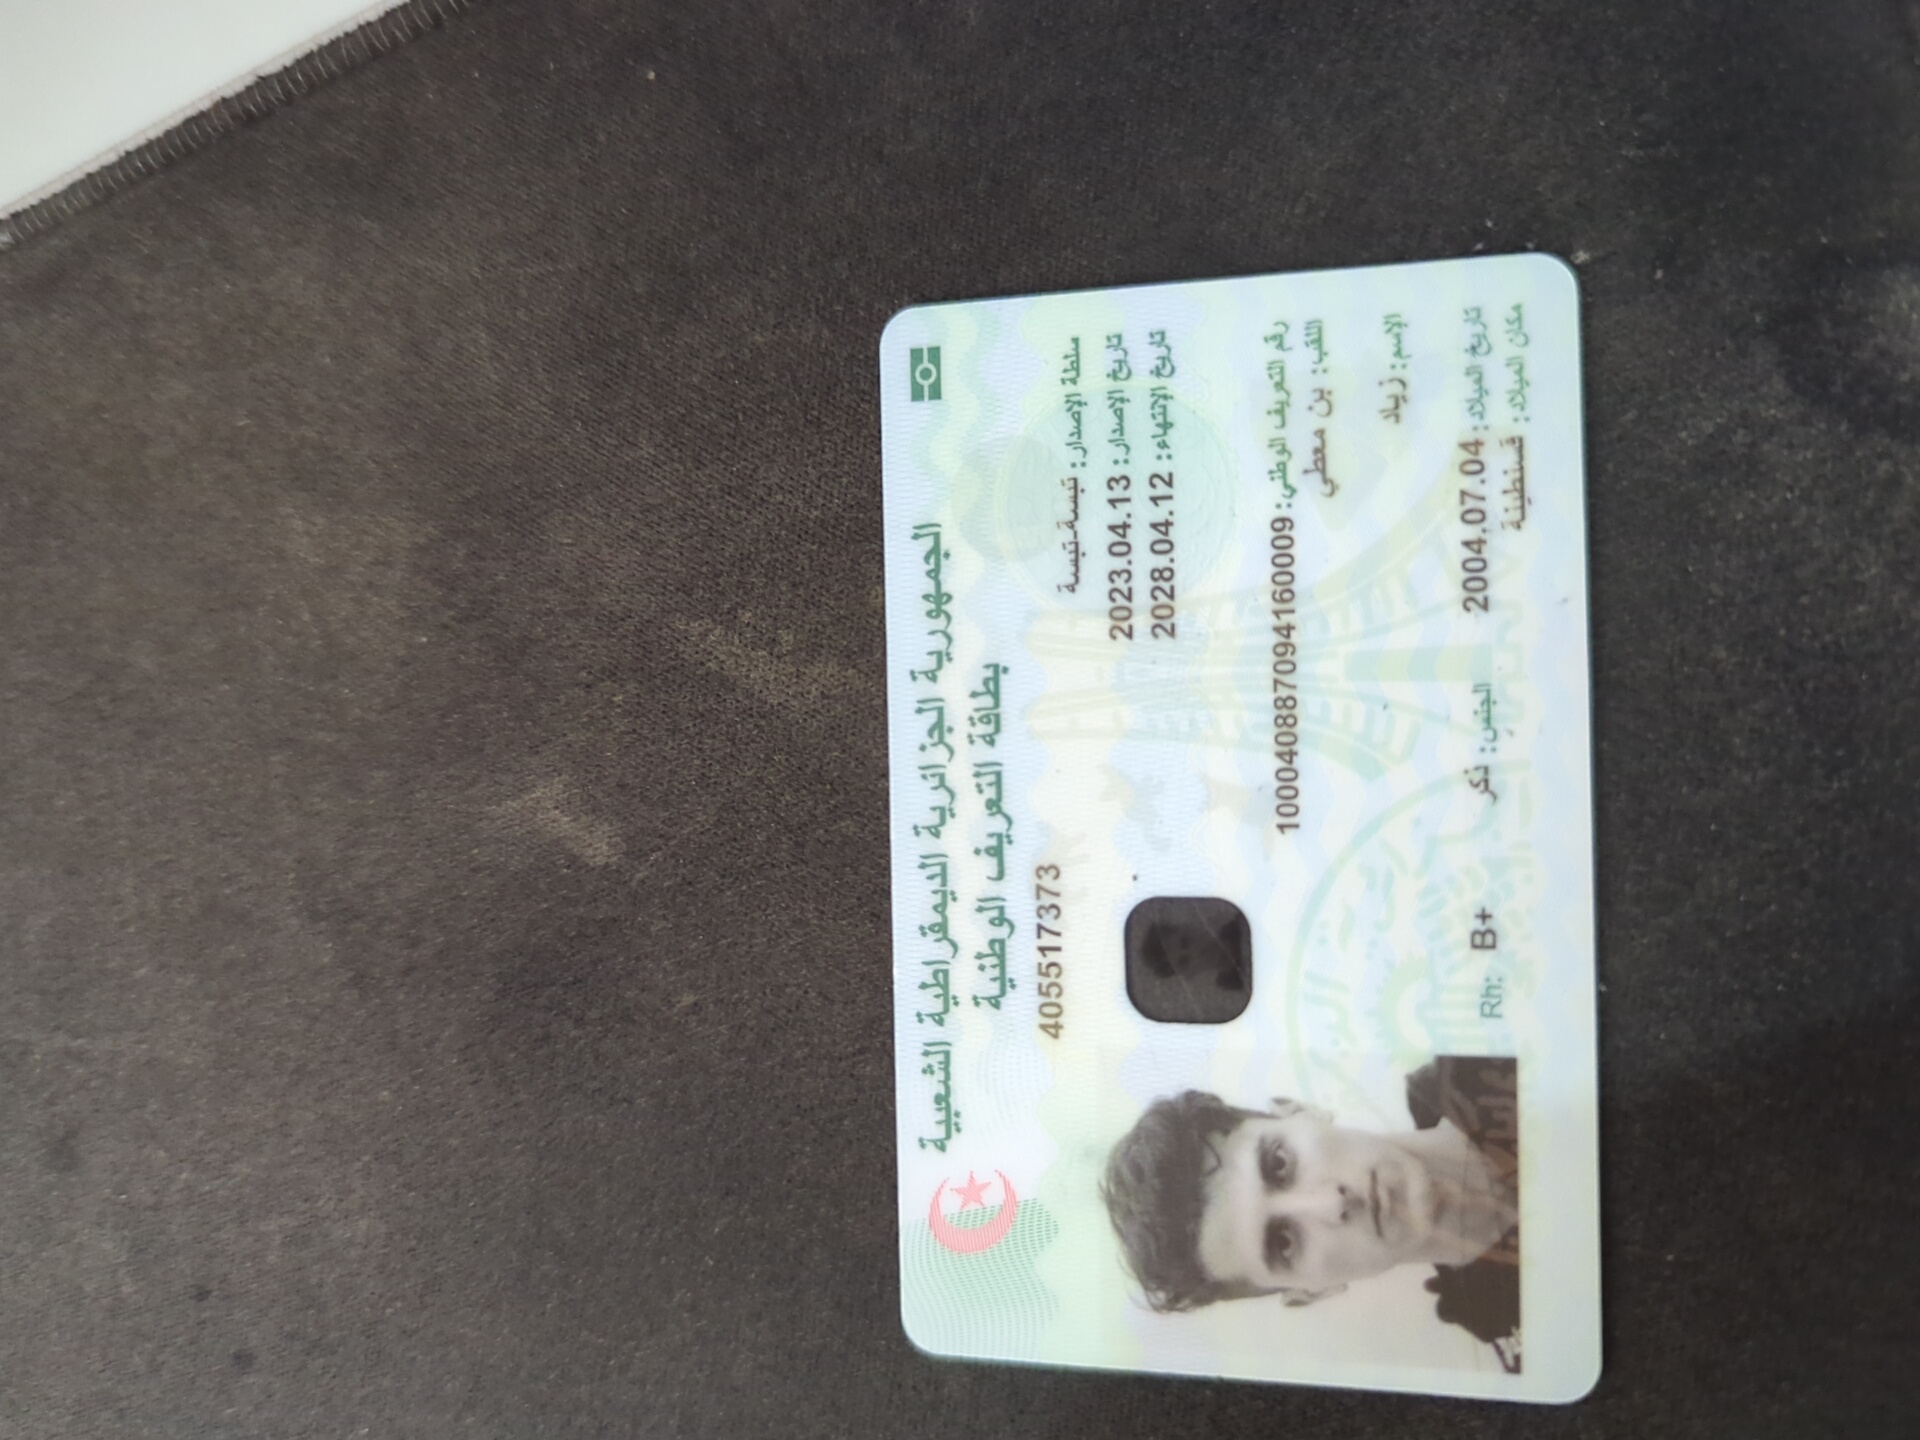 الجمهورية الجزائرية الديمقراطية الشعبية
بطاقة التعريف الوطنية
405517373
سلطة الإصدار: تبسة-تبسة
تاريخ الإصدار: 2023.04.13
تاريخ الإنتهاء: 2028.04.12
رقم التعريف الوطني: 100040887094160009
اللقب: بن معطي
الإسم: زياد
تاريخ الميلاد: 2004.07.04
الجنس: ذكر
Rh: B+
مكان الميلاد: قسنطينة